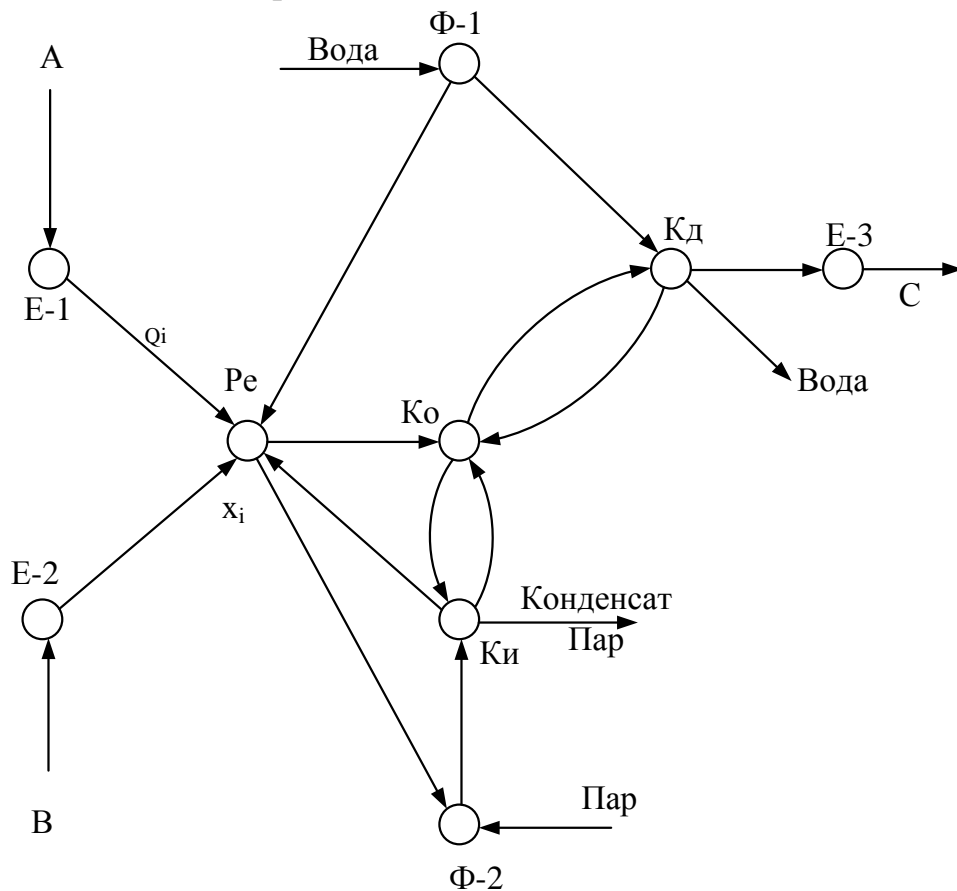 Ф-1
Вода
А
Кд
Е-3
Е-1
С
Qi
Ре
Ко
Вода
xi
Е-2
Конденсат
Пар
Ки
Пар
В
Ф-2